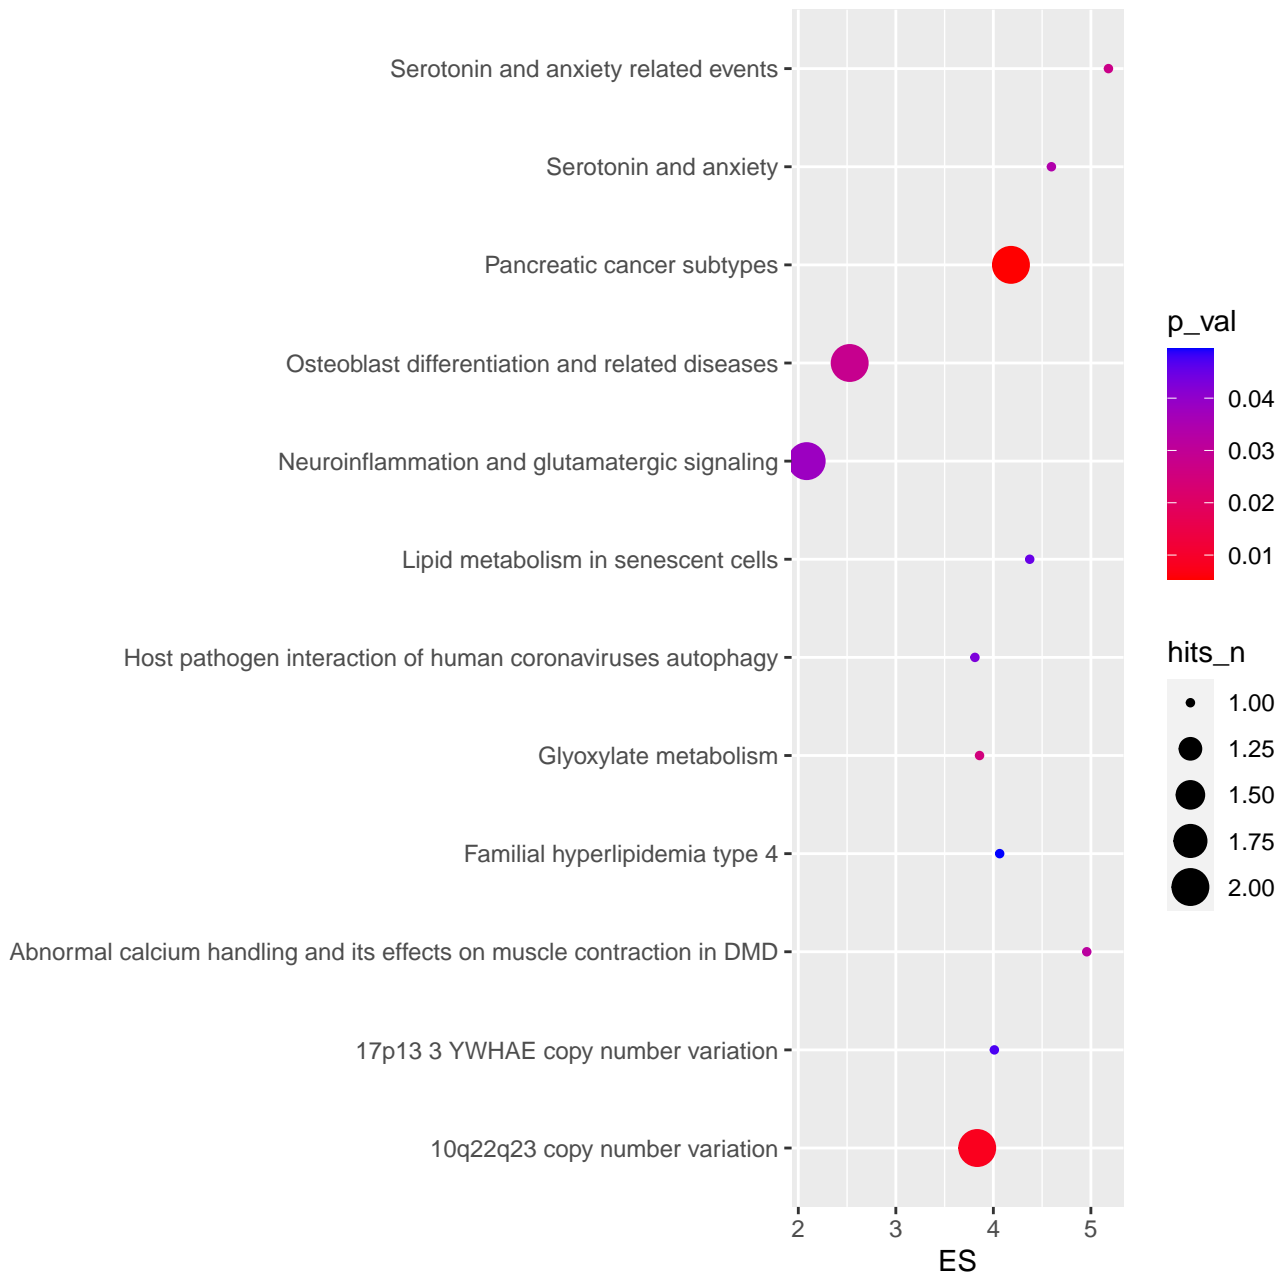 Serotonin and anxiety related events
Serotonin and anxiety
Pancreatic cancer subtypes
Osteoblast differentiation and related diseases
Neuroinflammation and glutamatergic signaling
Lipid metabolism in senescent cells
Host pathogen interaction of human coronaviruses autophagy
Glyoxylate metabolism
Familial hyperlipidemia type 4
Abnormal calcium handling and its effects on muscle contraction in DMD
17p13 3 YWHAE copy number variation
10q22q23 copy number variation
2 3 4 5
ES
p_val
0.04
0.03
0.02
0.01
hits_n
1.00
1.25
1.50
1.75
2.00